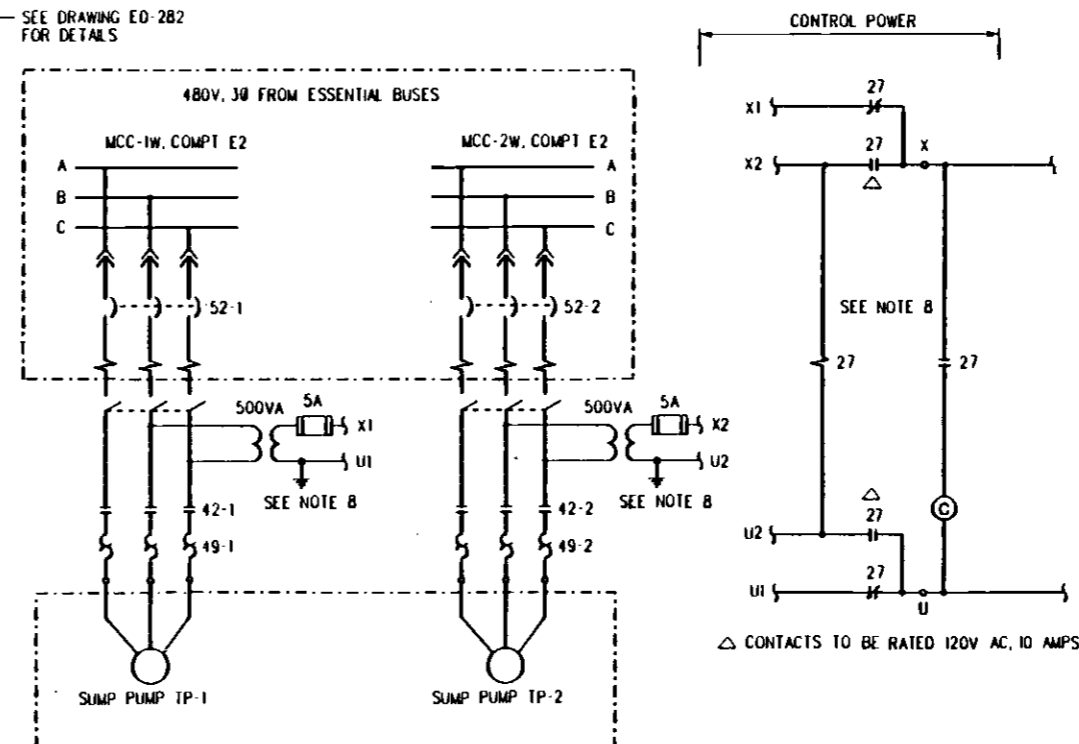 SEE DRAWING ED-282
FOR DETAILS
CONTROL POWER
480V, 3Ø FROM ESSENTIAL BUSES
MCC-1W, COMPT E2
MCC-2W, COMPT E2
A
B
C
A
B
C
52-1
52-2
500VA
5A
X1
U1
SEE NOTE 8
500VA
5A
X2
U2
SEE NOTE 8
42-1
49-1
42-2
49-2
SUMP PUMP TP-1
SUMP PUMP TP-2
X1
27
X2
27
X
SEE NOTE 8
27
27
C
U2
27
U1
27
U
△ CONTACTS TO BE RATED 120V AC, 10 AMPS